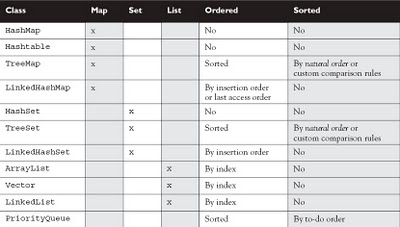 Class Map Set List Ordered Sorted
HashMap x No No
Hashtable x No No
TreeMap x Sorted By natural order or
custom comparison rules
LinkedHashMap x By insertion order No
or last access order
HashSet x No No
TreeSet x Sorted By natural order or
custom comparison rules
LinkedHashSet x By insertion order No
ArrayList x By index No
Vector x By index No
LinkedList x By index No
PriorityQueue Sorted By to-do order